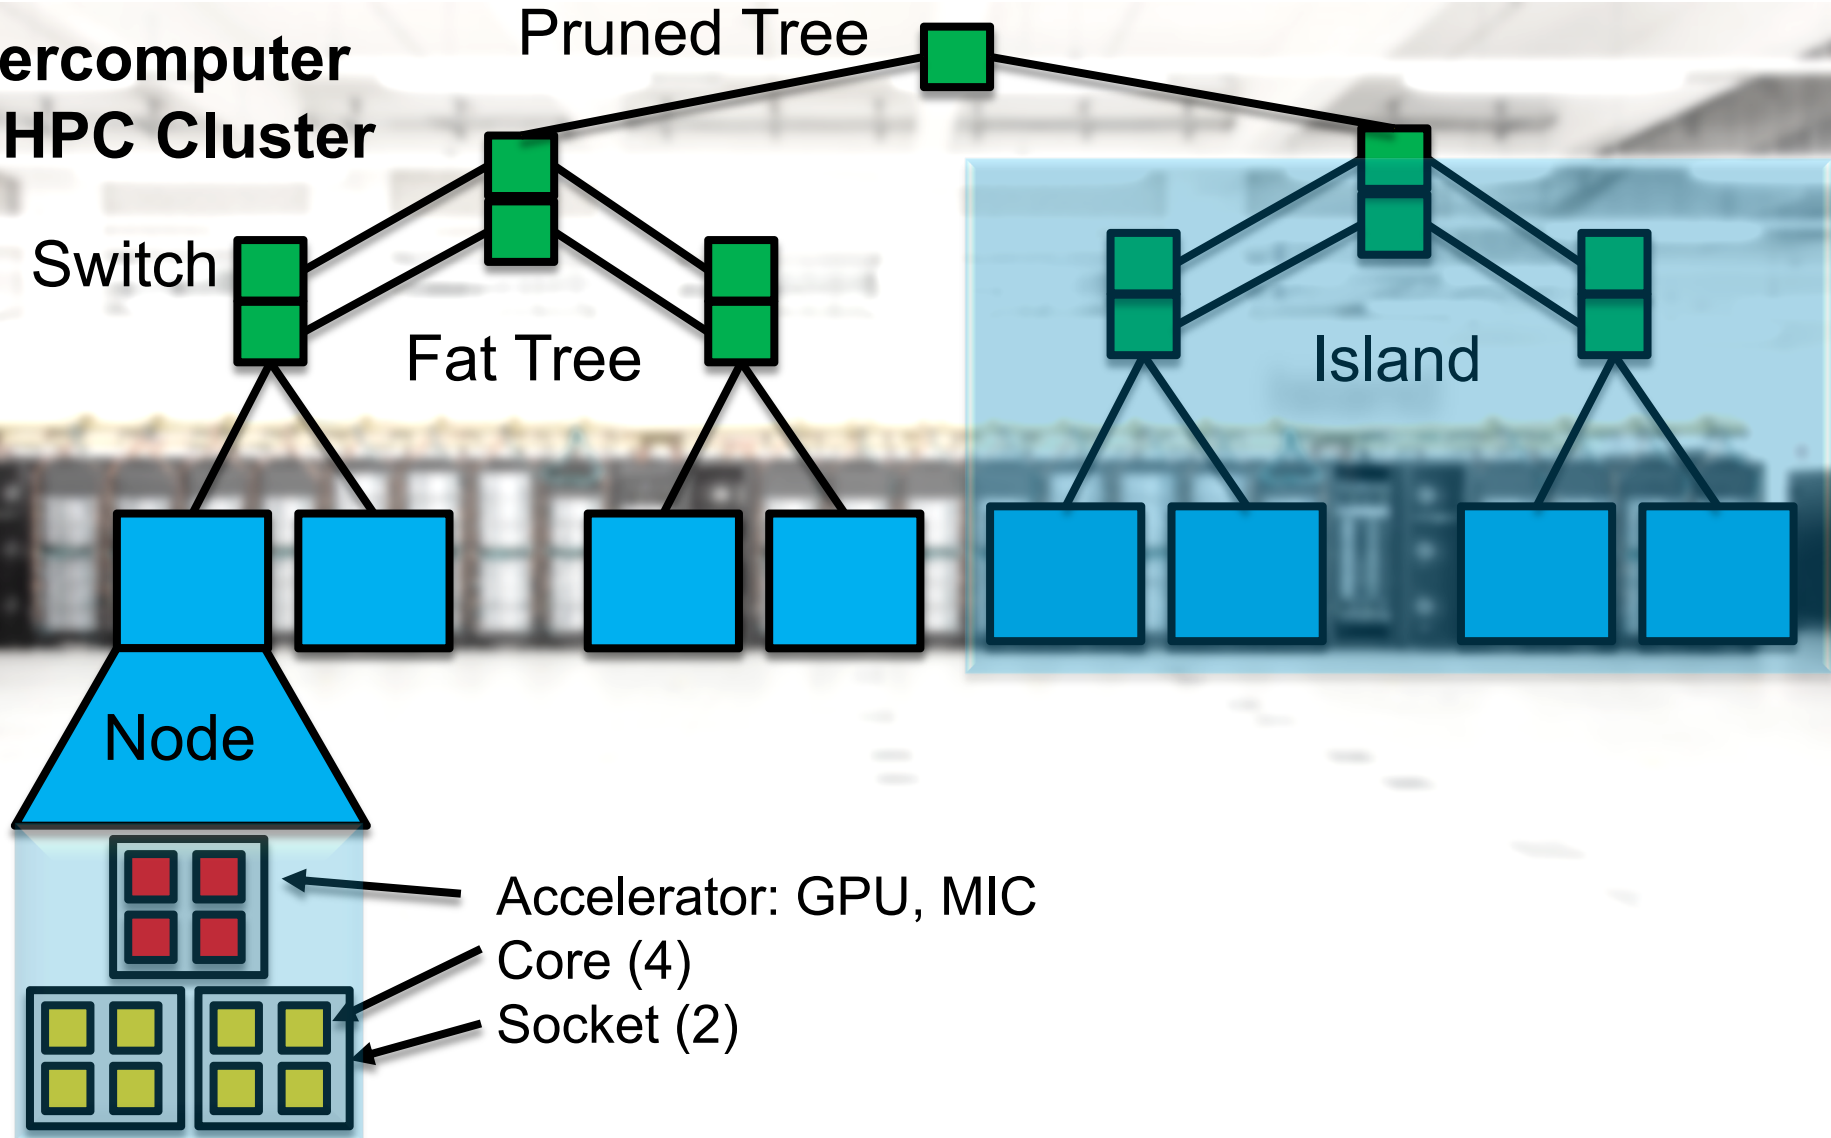 ercomputer
HPC Cluster
Pruned Tree
Switch
Fat Tree
Island
Node
Accelerator: GPU, MIC
Core (4)
Socket (2)